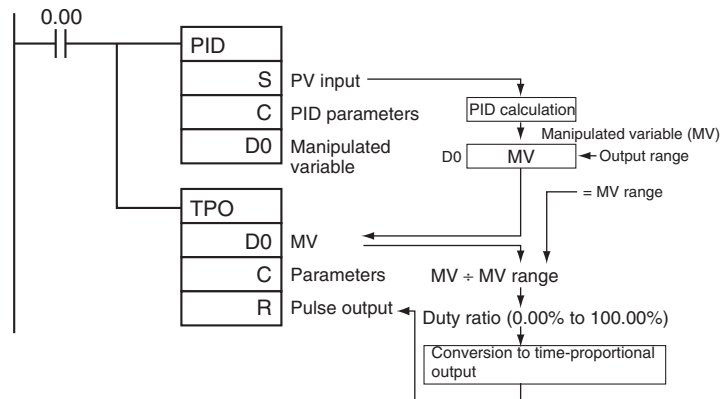 0.00
PID
S PV input
C PID parameters
D0 Manipulated
variable
PID calculation
Manipulated variable (MV)
D0 MV Output range
= MV range
TPO
D0 MV
C Parameters
R Pulse output
MV ÷ MV range
Duty ratio (0.00% to 100.00%)
Conversion to time-proportional
output